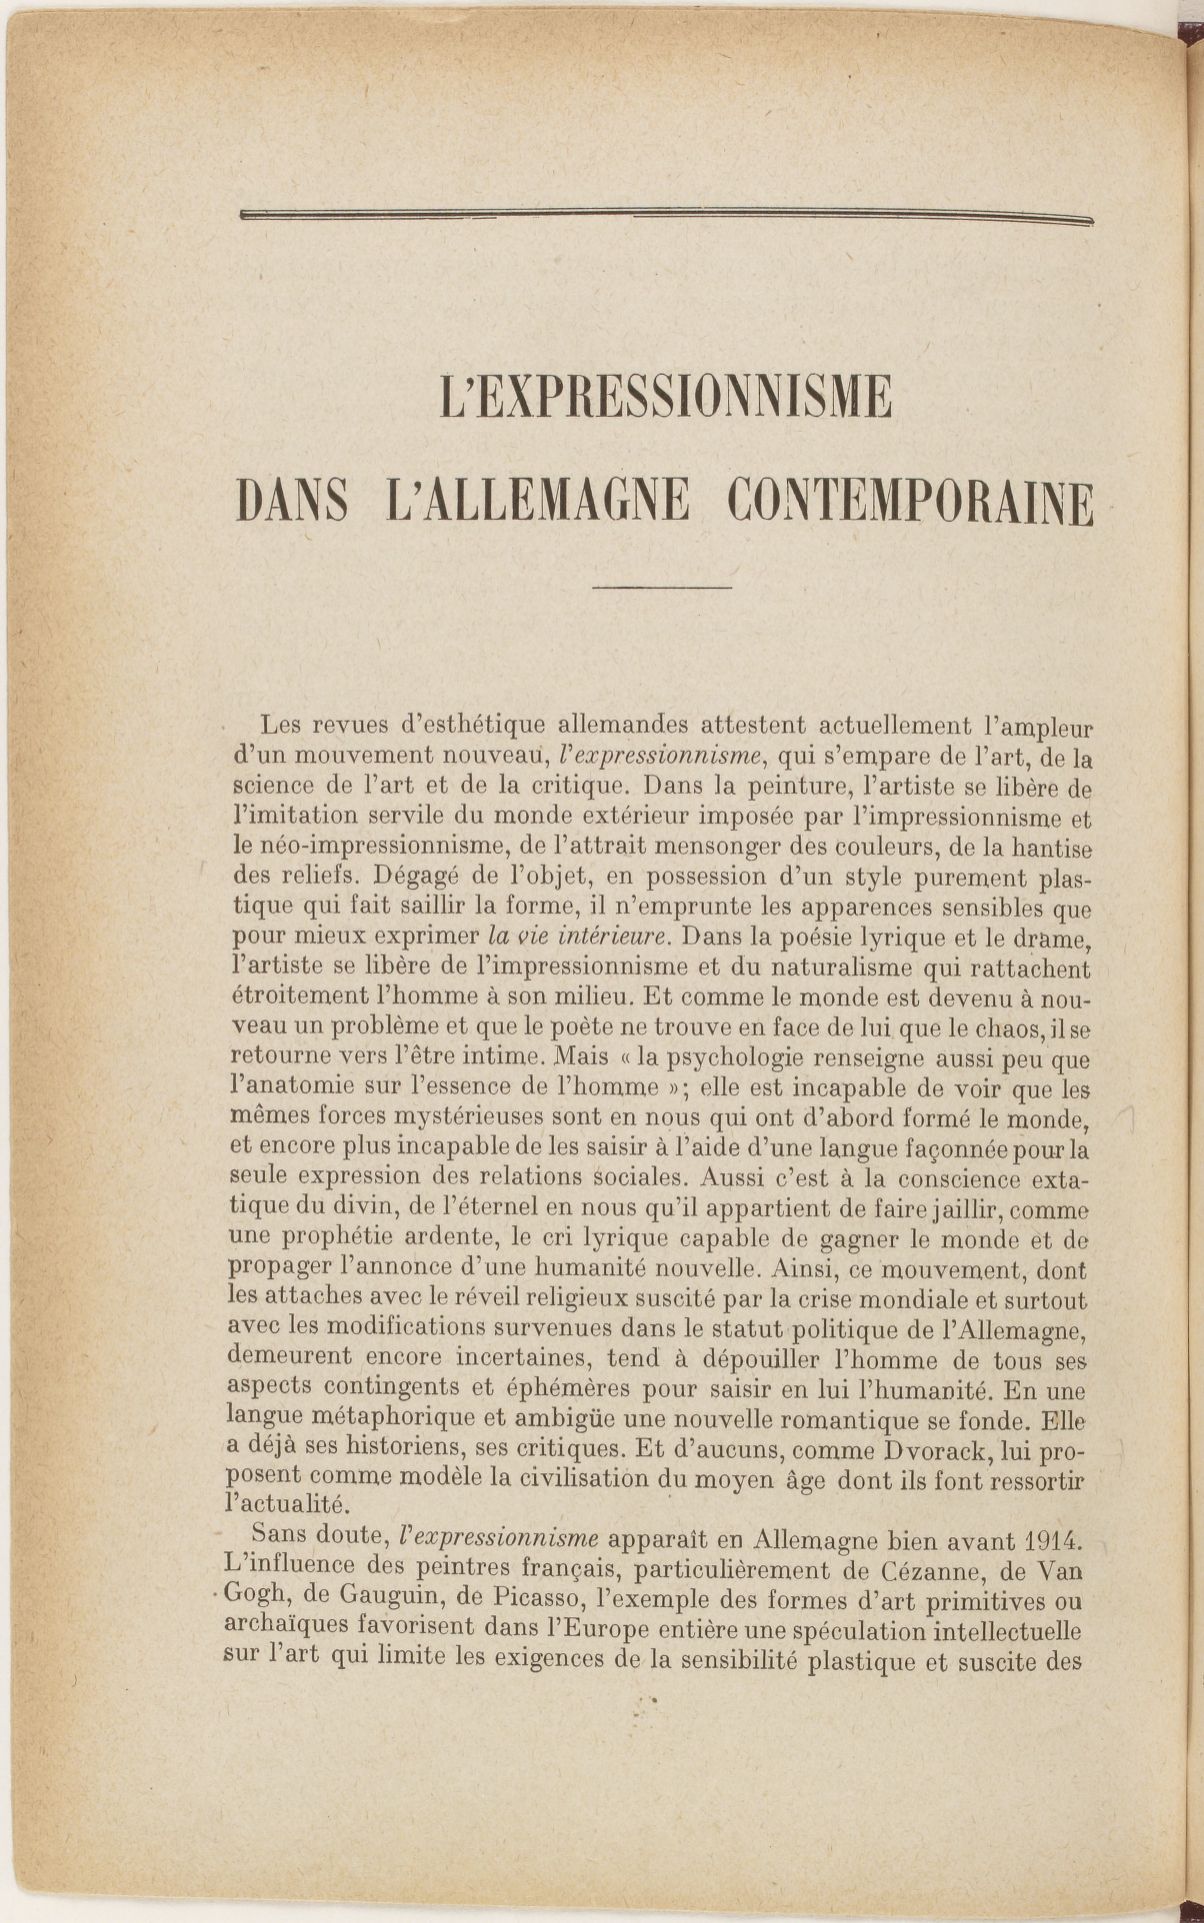 L'EXPRESSIONNISME
DANS L'ALLEMAGNE CONTEMPORAINE
Les revues d'esthétique allemandes attestent actuellement l'ampleur
d'un mouvement nouveau, l'expressionnisme, qui s'empare de l'art, de la
science de l'art et de la critique. Dans la peinture, l'artiste se libère de
l'imitation servile du monde extérieur imposée par l'impressionnisme et
le néo-impressionnisme, de l'attrait mensonger des couleurs, de la hantise
des reliefs. Dégagé de l'objet, en possession d'un style purement plas-
tique qui fait saillir la forme, il n'emprunte les apparences sensibles que
pour mieux exprimer la vie intérieure. Dans la poésie lyrique et le drame,
l'artiste se libère de l'impressionnisme et du naturalisme qui rattachent
étroitement l'homme à son milieu. Et comme le monde est devenu à nou-
veau un problème et que le poète ne trouve en face de lui que le chaos, il se
retourne vers l'être intime. Mais « la psychologie renseigne aussi peu que
l'anatomie sur l'essence de l'homme »; elle est incapable de voir que les
mêmes forces mystérieuses sont en nous qui ont d'abord formé le monde,
et encore plus incapable de les saisir à l'aide d'une langue façonnée pour la
seule expression des relations sociales. Aussi c'est à la conscience exta-
tique du divin, de l'éternel en nous qu'il appartient de faire jaillir, comme
une prophétie ardente, le cri lyrique capable de gagner le monde et de
propager l'annonce d'une humanité nouvelle. Ainsi, ce mouvement, dont
les attaches avec le réveil religieux suscité par la crise mondiale et surtout
avec les modifications survenues dans le statut politique de l'Allemagne,
demeurent encore incertaines, tend à dépouiller l'homme de tous ses
aspects contingents et éphémères pour saisir en lui l'humanité. En une
langue métaphorique et ambigüe une nouvelle romantique se fonde. Elle
a déjà ses historiens, ses critiques. Et d'aucuns, comme Dvorack, lui pro-
posent comme modèle la civilisation du moyen âge dont ils font ressortir
l'actualité.
Sans doute, l'expressionnisme apparaît en Allemagne bien avant 1914.
L'influence des peintres français, particulièrement de Cézanne, de Van
Gogh, de Gauguin, de Picasso, l'exemple des formes d'art primitives ou
archaïques favorisent dans l'Europe entière une spéculation intellectuelle
sur l'art qui limite les exigences de la sensibilité plastique et suscite des